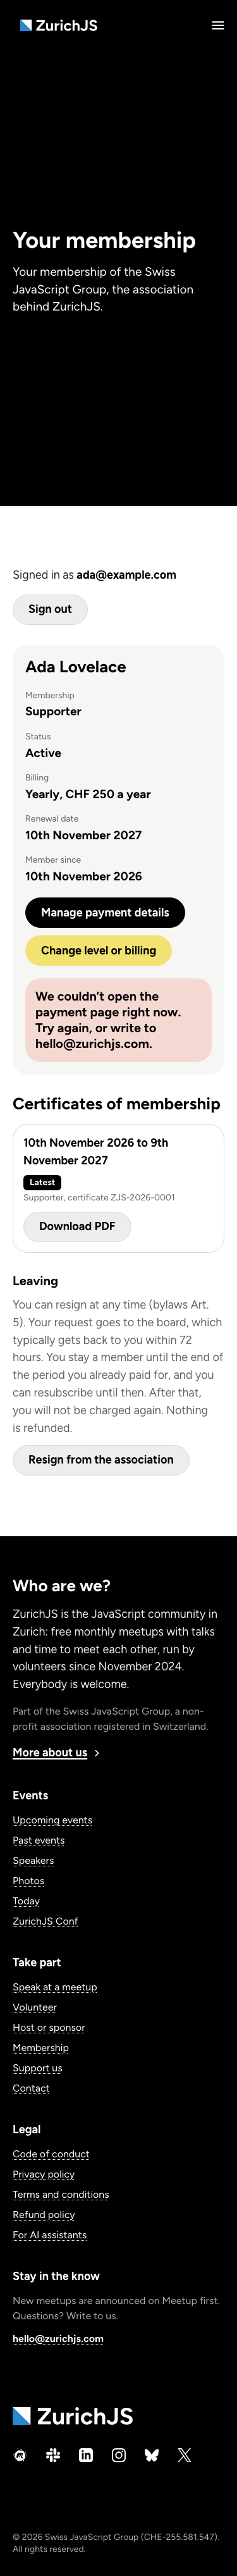 ZurichJS
Your membership
Your membership of the Swiss
JavaScript Group, the association
behind ZurichJS.
Signed in as ada@example.com
Sign out
Ada Lovelace
Membership
Supporter
Status
Active
Billing
Yearly, CHF 250 a year
Renewal date
10th November 2027
Member since
10th November 2026
Manage payment details
Change level or billing
We couldn’t open the
payment page right now.
Try again, or write to
hello@zurichjs.com.
Certificates of membership
10th November 2026 to 9th
November 2027
Latest
Supporter, certificate ZJS-2026-0001
Download PDF
Leaving
You can resign at any time (bylaws Art.
5). Your request goes to the board, which
typically gets back to you within 72
hours. You stay a member until the end of
the period you already paid for, and you
can resubscribe until then. After that,
you will not be charged again. Nothing
is refunded.
Resign from the association
Who are we?
ZurichJS is the JavaScript community in
Zurich: free monthly meetups with talks
and time to meet each other, run by
volunteers since November 2024.
Everybody is welcome.
Part of the Swiss JavaScript Group, a non-
profit association registered in Switzerland.
More about us
Events
Upcoming events
Past events
Speakers
Photos
Today
ZurichJS Conf
Take part
Speak at a meetup
Volunteer
Host or sponsor
Membership
Support us
Contact
Legal
Code of conduct
Privacy policy
Terms and conditions
Refund policy
For AI assistants
Stay in the know
New meetups are announced on Meetup first.
Questions? Write to us.
hello@zurichjs.com
ZurichJS
© 2026 Swiss JavaScript Group (CHE-255.581.547).
All rights reserved.